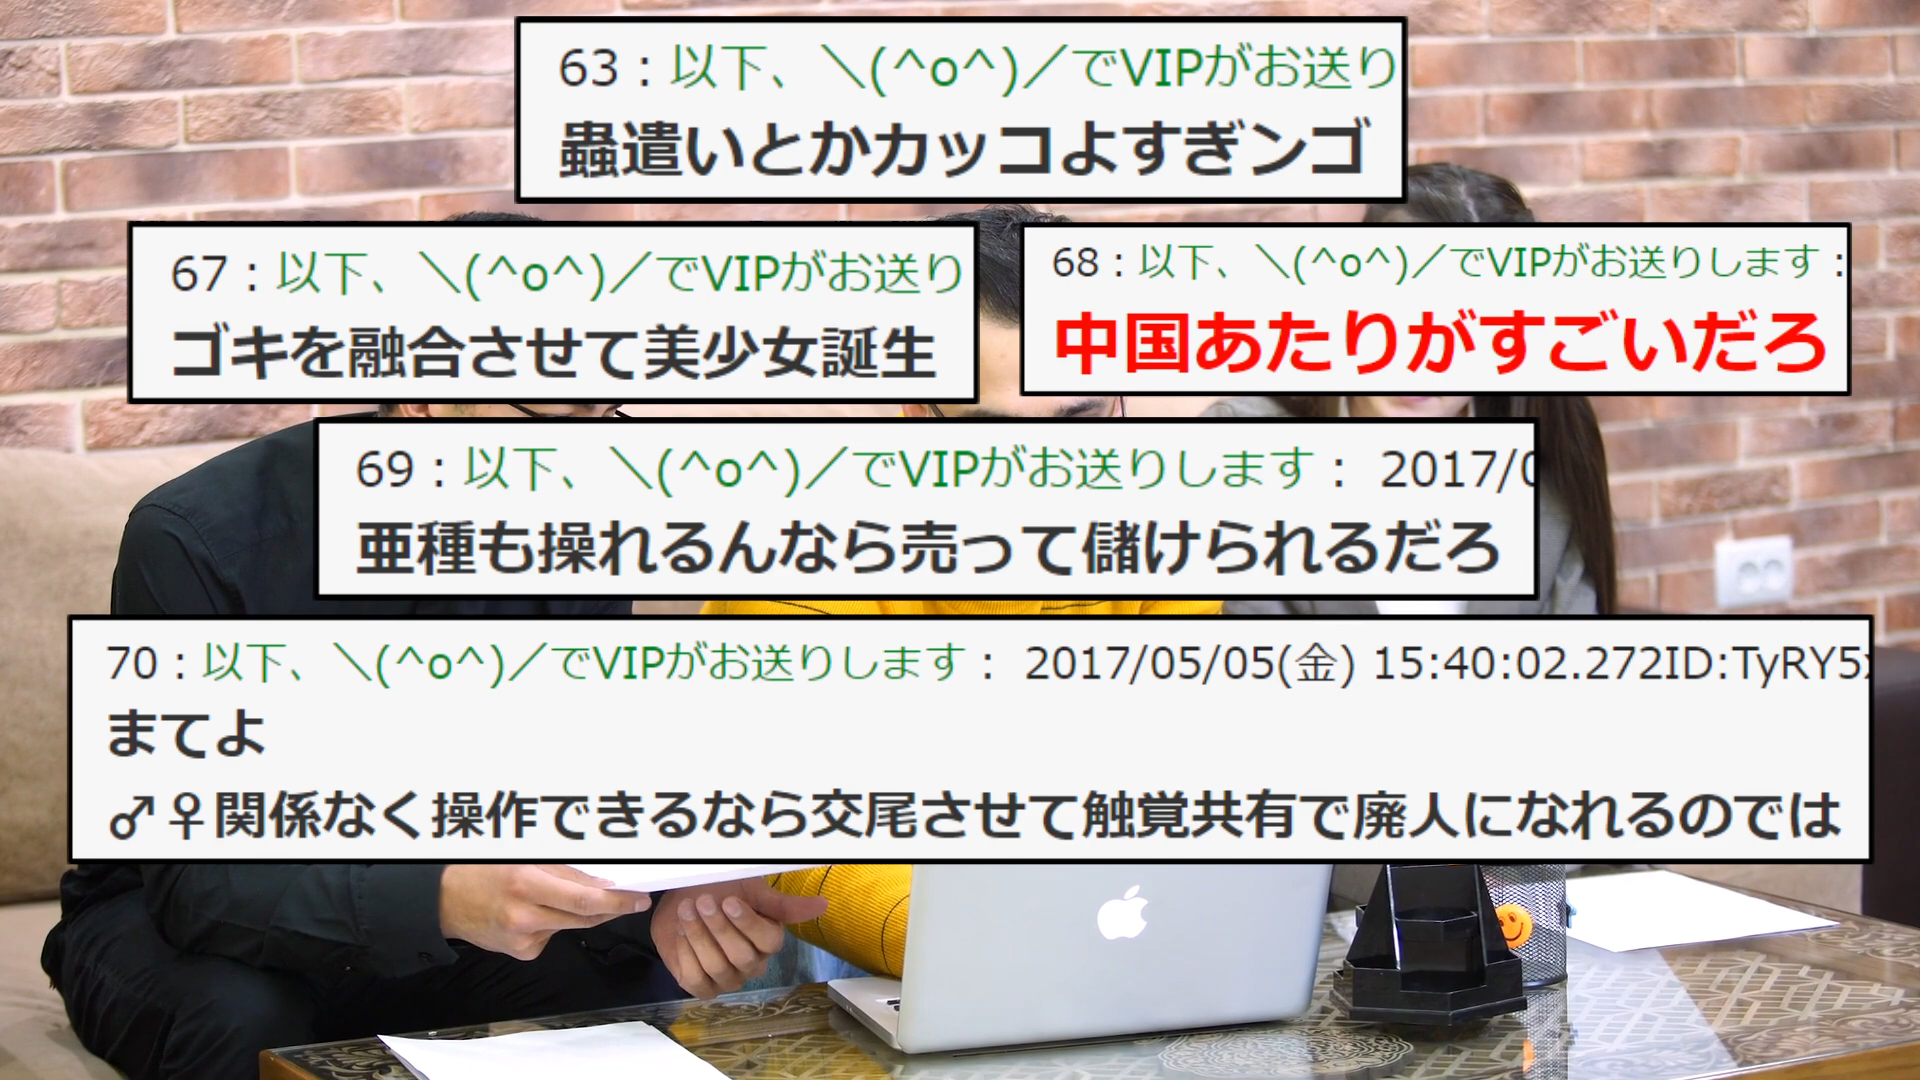 63：以下、＼(^o^)／でVIPがお送り
蟲遣いとかカッコよすぎンゴ
67：以下、＼(^o^)／でVIPがお送り
ゴキを融合させて美少女誕生
68：以下、＼(^o^)／でVIPがお送りします：
中国あたりがすごいだろ
69：以下、＼(^o^)／でVIPがお送りします： 2017/0
亜種も操れるんなら売って儲けられるだろ
70：以下、＼(^o^)／でVIPがお送りします： 2017/05/05(金) 15:40:02.272ID:TyRY5x
まてよ
♂♀関係なく操作できるなら交尾させて触覚共有で廃人になれるのでは